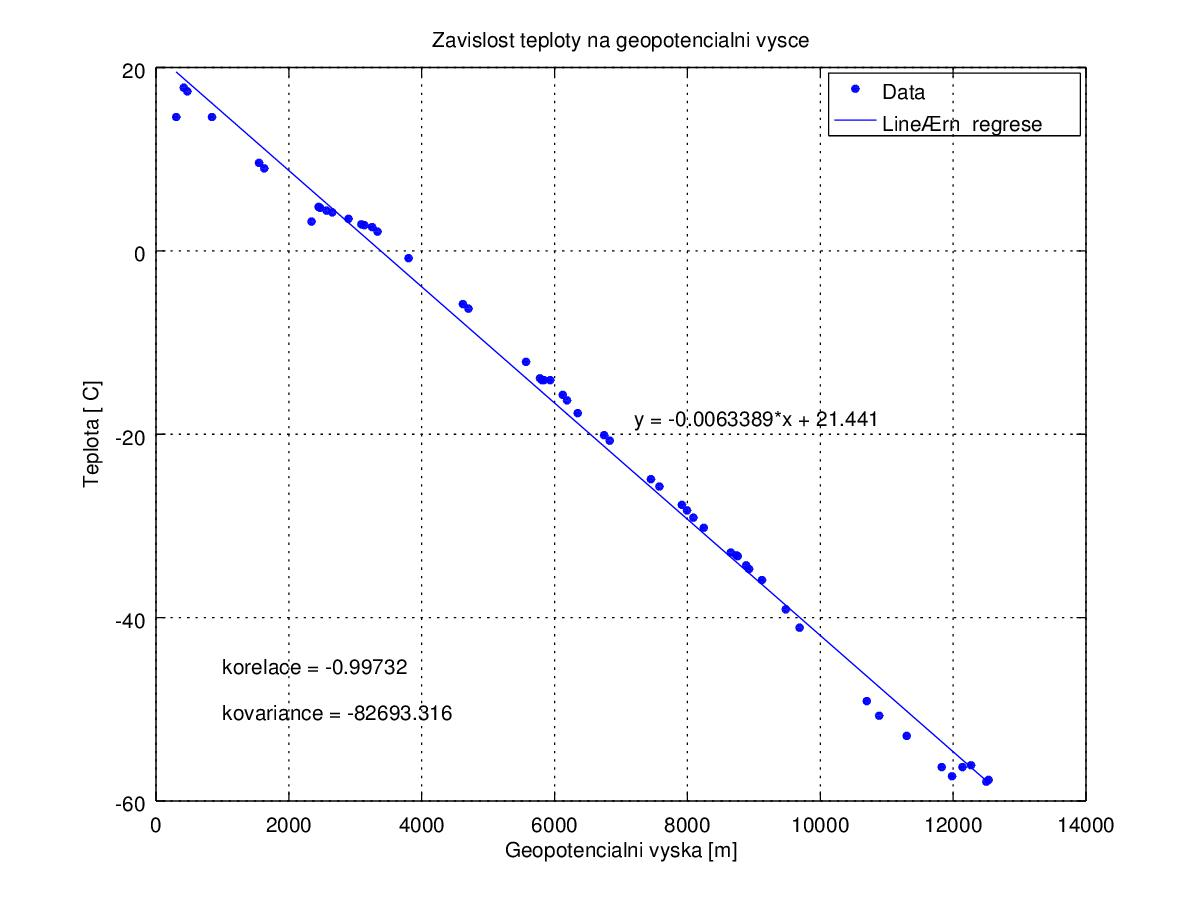 Zavislost teploty na geopotencialni vysce
Data
LineÆrn regrese
20
0
-20
-40
-60
Teplota [ C]
y = -0.0063389*x + 21.441
korelace = -0.99732
kovariance = -82693.316
0 2000 4000 6000 8000 10000 12000 14000
Geopotencialni vyska [m]